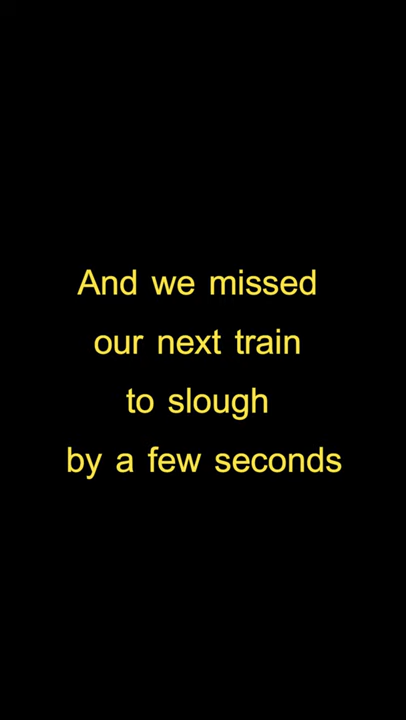 And we missed
our next train
to slough
by a few seconds